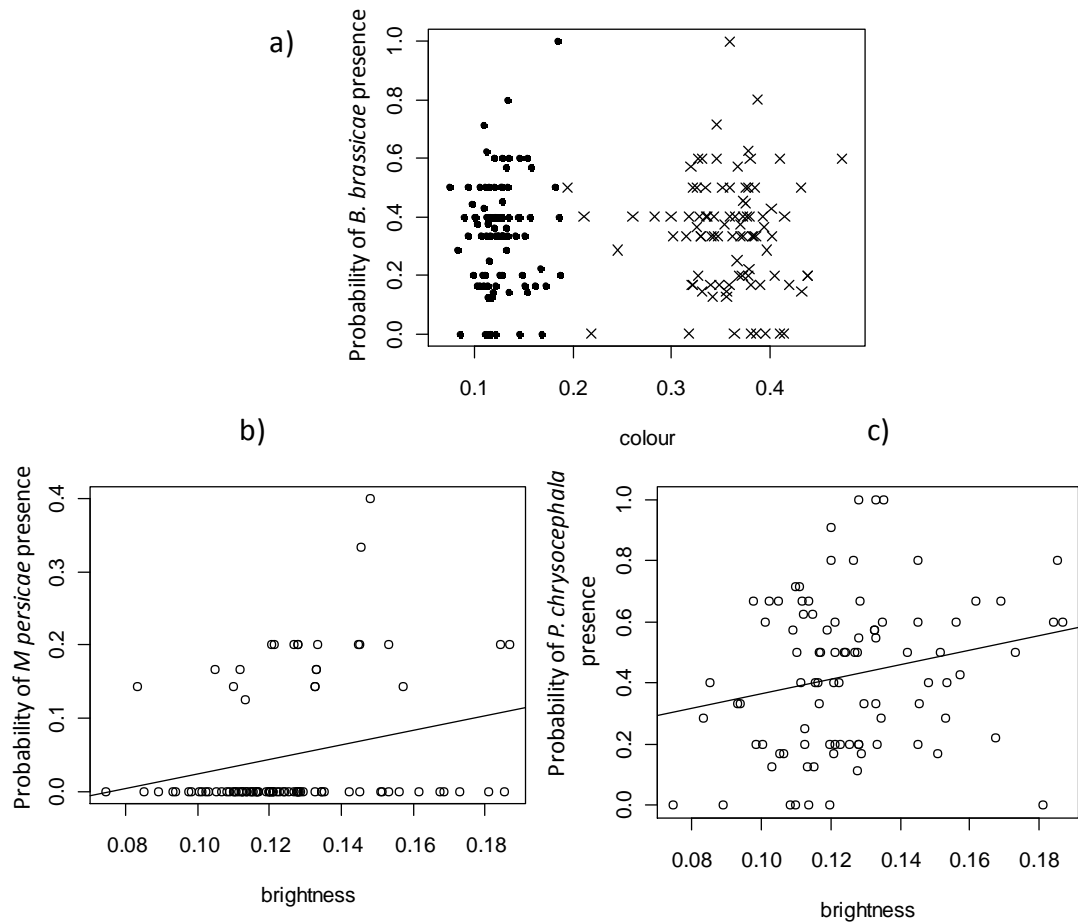 a)
Probability of B. brassicae presence
1.0
0.8
0.6
0.4
0.2
0.0
0.1 0.2 0.3 0.4
colour
b)
Probability of M persicae presence
0.4
0.3
0.2
0.1
0.0
0.08 0.10 0.12 0.14 0.16 0.18
brightness
c)
Probability of P. chrysocephala
presence
1.0
0.8
0.6
0.4
0.2
0.0
0.08 0.10 0.12 0.14 0.16 0.18
brightness